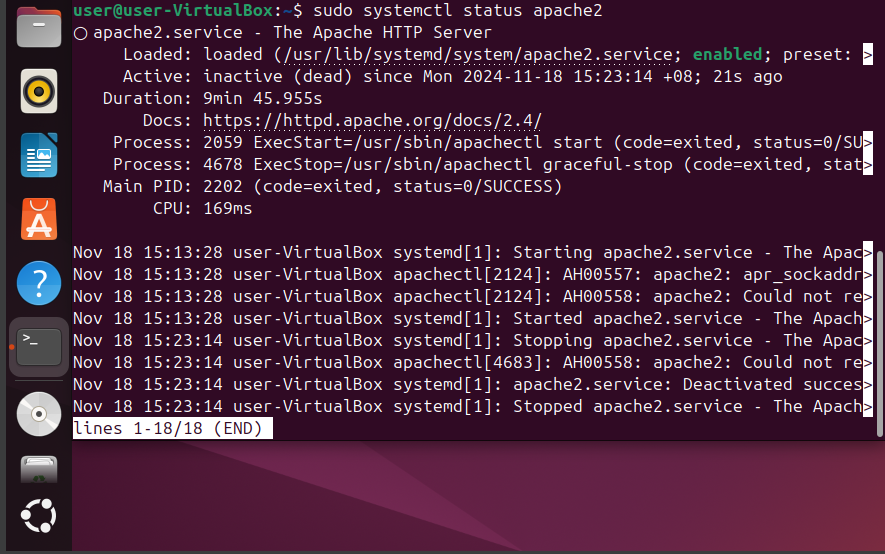 user@user-VirtualBox:~$ sudo systemctl status apache2
○ apache2.service - The Apache HTTP Server
     Loaded: loaded (/usr/lib/systemd/system/apache2.service; enabled; preset: >
     Active: inactive (dead) since Mon 2024-11-18 15:23:14 +08; 21s ago
   Duration: 9min 45.955s
       Docs: https://httpd.apache.org/docs/2.4/
    Process: 2059 ExecStart=/usr/sbin/apachectl start (code=exited, status=0/SU>
    Process: 4678 ExecStop=/usr/sbin/apachectl graceful-stop (code=exited, stat>
   Main PID: 2202 (code=exited, status=0/SUCCESS)
        CPU: 169ms

Nov 18 15:13:28 user-VirtualBox systemd[1]: Starting apache2.service - The Apac>
Nov 18 15:13:28 user-VirtualBox apachectl[2124]: AH00557: apache2: apr_sockaddr>
Nov 18 15:13:28 user-VirtualBox apachectl[2124]: AH00558: apache2: Could not re>
Nov 18 15:13:28 user-VirtualBox systemd[1]: Started apache2.service - The Apach>
Nov 18 15:23:14 user-VirtualBox systemd[1]: Stopping apache2.service - The Apac>
Nov 18 15:23:14 user-VirtualBox apachectl[4683]: AH00558: apache2: Could not re>
Nov 18 15:23:14 user-VirtualBox systemd[1]: apache2.service: Deactivated succes>
Nov 18 15:23:14 user-VirtualBox systemd[1]: Stopped apache2.service - The Apach>
lines 1-18/18 (END)